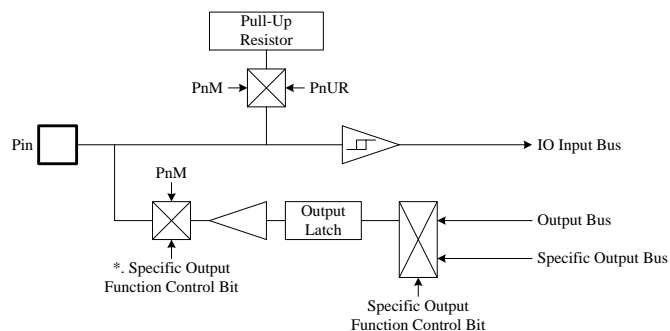 Pull-Up
Resistor
PnM
PnUR
Pin
IO Input Bus
PnM
Output
Latch
Output Bus
Specific Output Bus
*. Specific Output
Function Control Bit
Specific Output
Function Control Bit